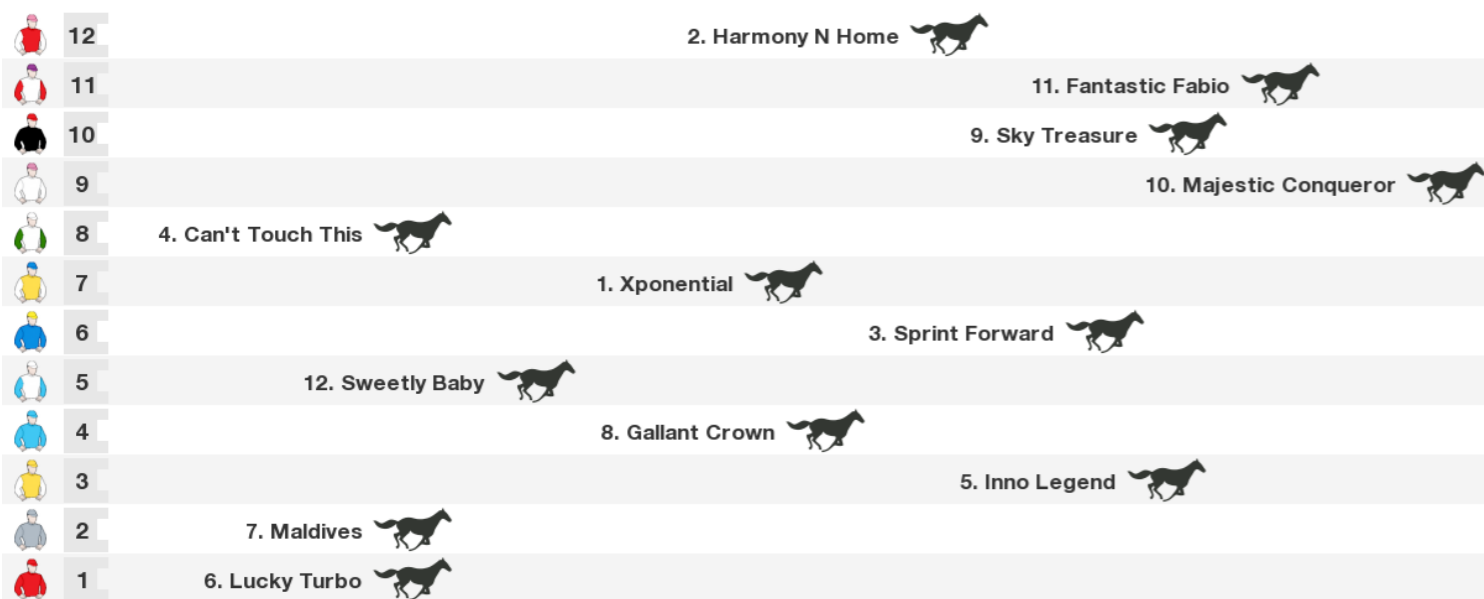 12 2. Harmony N Home
11 11. Fantastic Fabio
10 9. Sky Treasure
9 10. Majestic Conqueror
8 4. Can't Touch This
7 1. Xponential
6 3. Sprint Forward
5 12. Sweetly Baby
4 8. Gallant Crown
3 5. Inno Legend
2 7. Maldives
1 6. Lucky Turbo